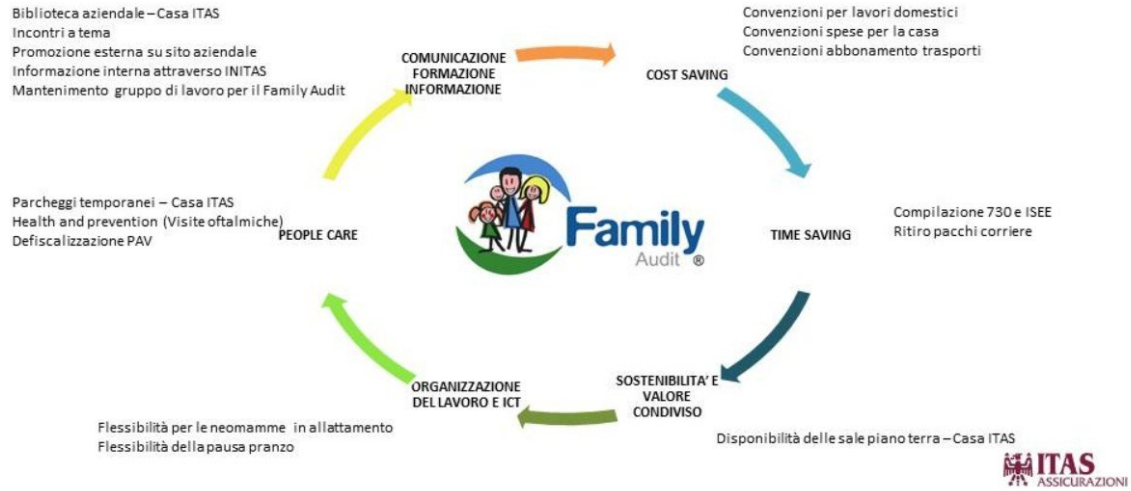 Biblioteca aziendale – Casa ITAS
Incontri a tema
Promozione esterna su sito aziendale
Informazione interna attraverso INITAS
Mantenimento gruppo di lavoro per il Family Audit
COMUNICAZIONE
FORMAZIONE
INFORMAZIONE
Convenzioni per lavori domestici
Convenzioni spese per la casa
Convenzioni abbonamento trasporti
COST SAVING
Parcheggi temporanei – Casa ITAS
Health and prevention (Visite oftalmiche)
Defiscalizzazione PAV
PEOPLE CARE
Family
Audit ®
TIME SAVING
Compilazione 730 e ISEE
Ritiro pacchi corriere
ORGANIZZAZIONE
DEL LAVORO E ICT
Flessibilità per le neomamme in allattamento
Flessibilità della pausa pranzo
SOSTENIBILITA' E
VALORE
CONDIVISO
Disponibilità delle sale piano terra – Casa ITAS
ITAS
ASSICURAZIONI